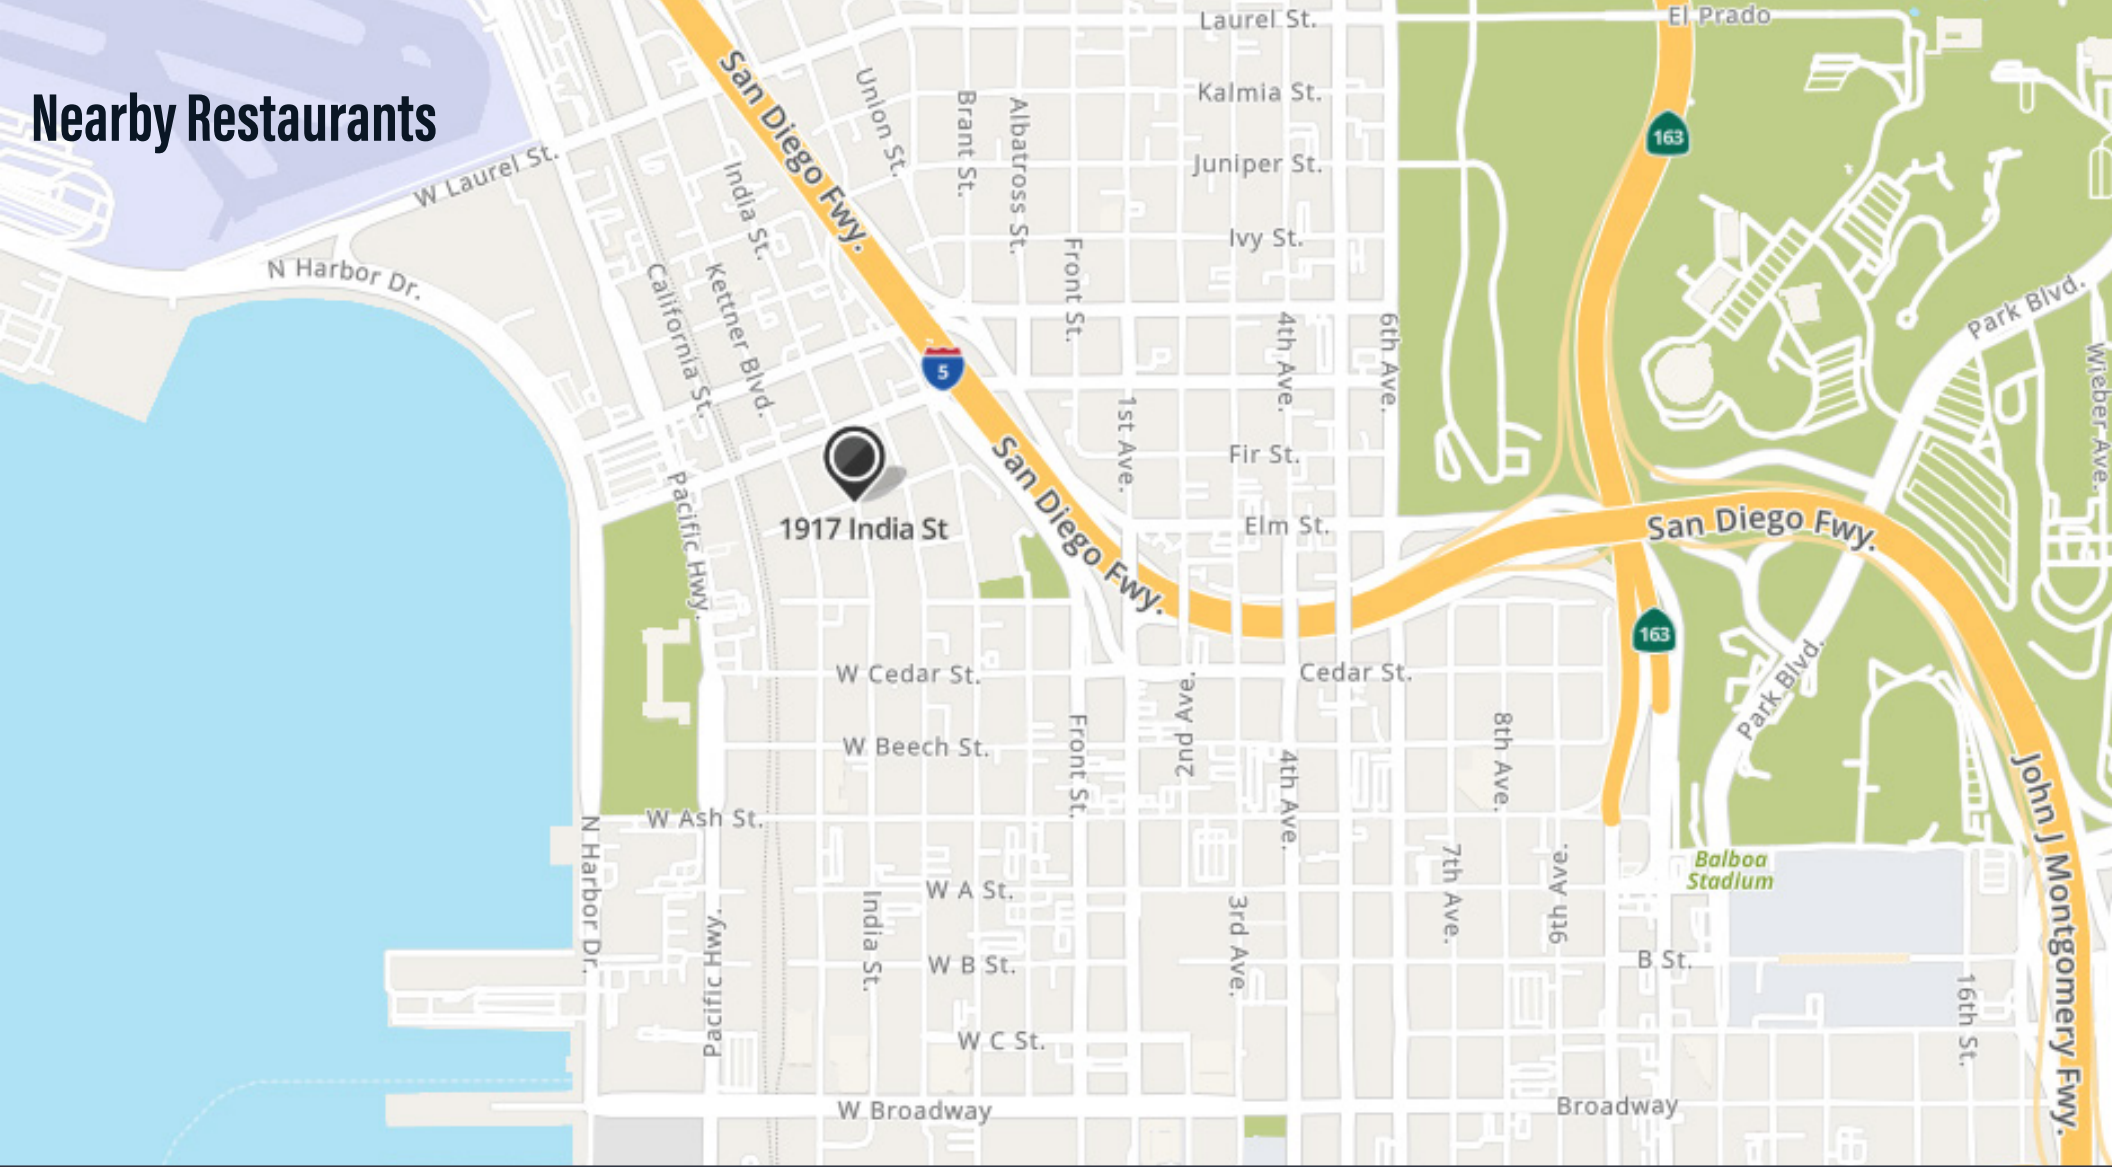 Nearby Restaurants
Laurel St.
El Prado
San Diego Fwy.
Union St.
Brant St.
Albatross St.
Kalmia St.
163
W Laurel St.
India St.
Juniper St.
N Harbor Dr.
California St.
Kettner Blvd.
Front St.
Ivy St.
Park Blvd.
4th Ave.
6th Ave.
Wieber Ave.
5
1st Ave.
San Diego Fwy.
Fir St.
Pacific Hwy.
1917 India St
Elm St.
San Diego Fwy.
163
W Cedar St.
Cedar St.
Park Blvd.
2nd Ave.
Front St.
8th Ave.
W Beech St.
4th Ave.
John J Montgomery Fwy.
W Ash St.
N Harbor Dr.
7th Ave.
9th Ave.
Balboa
Stadium
W A St.
India St.
3rd Ave.
Pacific Hwy.
W B St.
B St.
16th St.
W C St.
W Broadway
Broadway